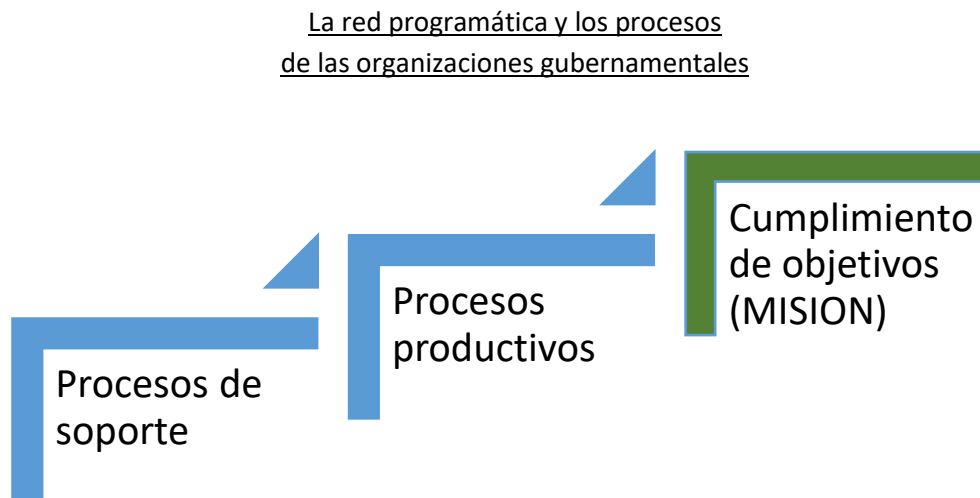 La red programática y los procesos
de las organizaciones gubernamentales
Procesos de
soporte
Procesos
productivos
Cumplimiento
de objetivos
(MISION)